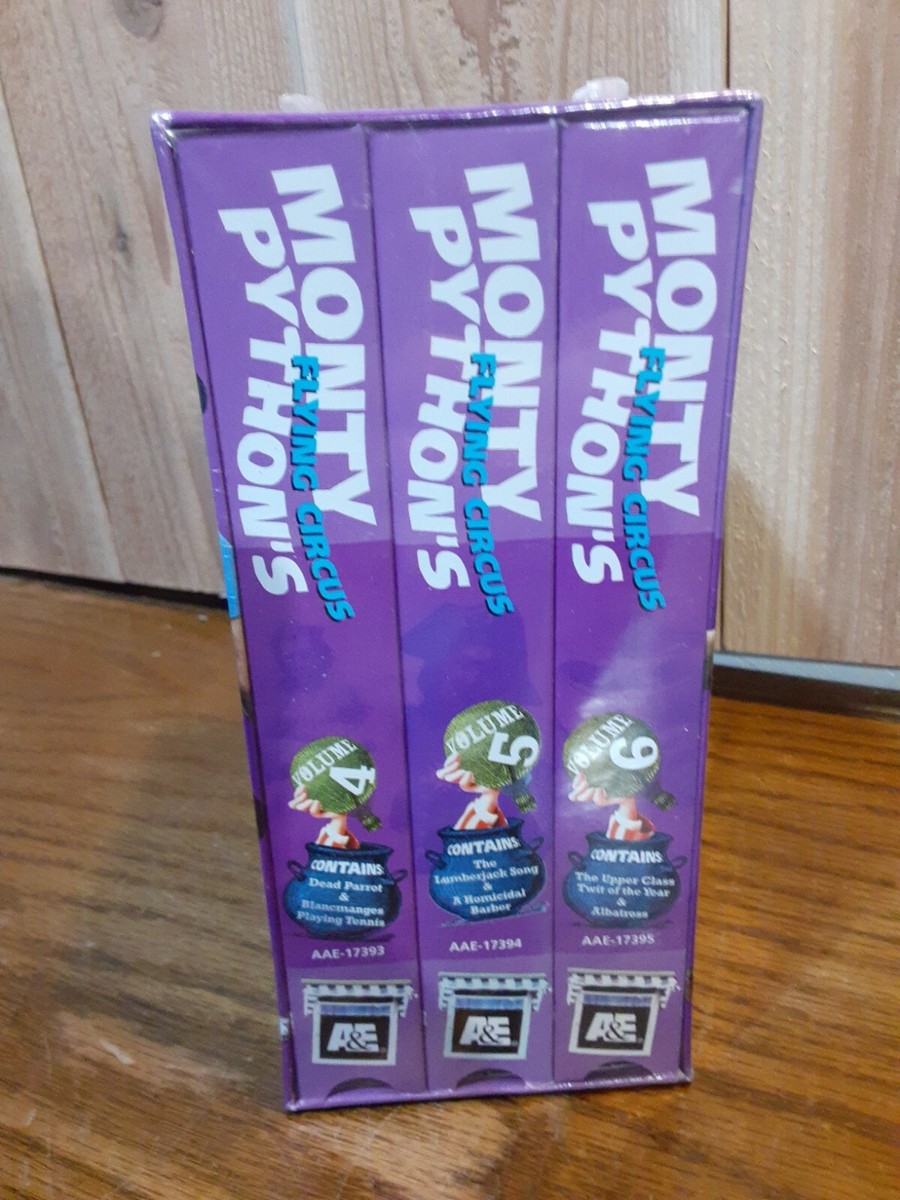 MONTY
PYTHON'S
FLYING CIRCUS
VOLUME
4
CONTAINS
Dead Parrot
&
Blancmanges
Playing Tennis
AAE-17393
A&E
MONTY
PYTHON'S
FLYING CIRCUS
VOLUME
5
CONTAINS
The
Lumberjack Song
&
A Homicidal
Barber
AAE-17394
A&E
MONTY
PYTHON'S
FLYING CIRCUS
VOLUME
6
CONTAINS
The Upper Class
Twit of the Year
&
Albatross
AAE-17395
A&E